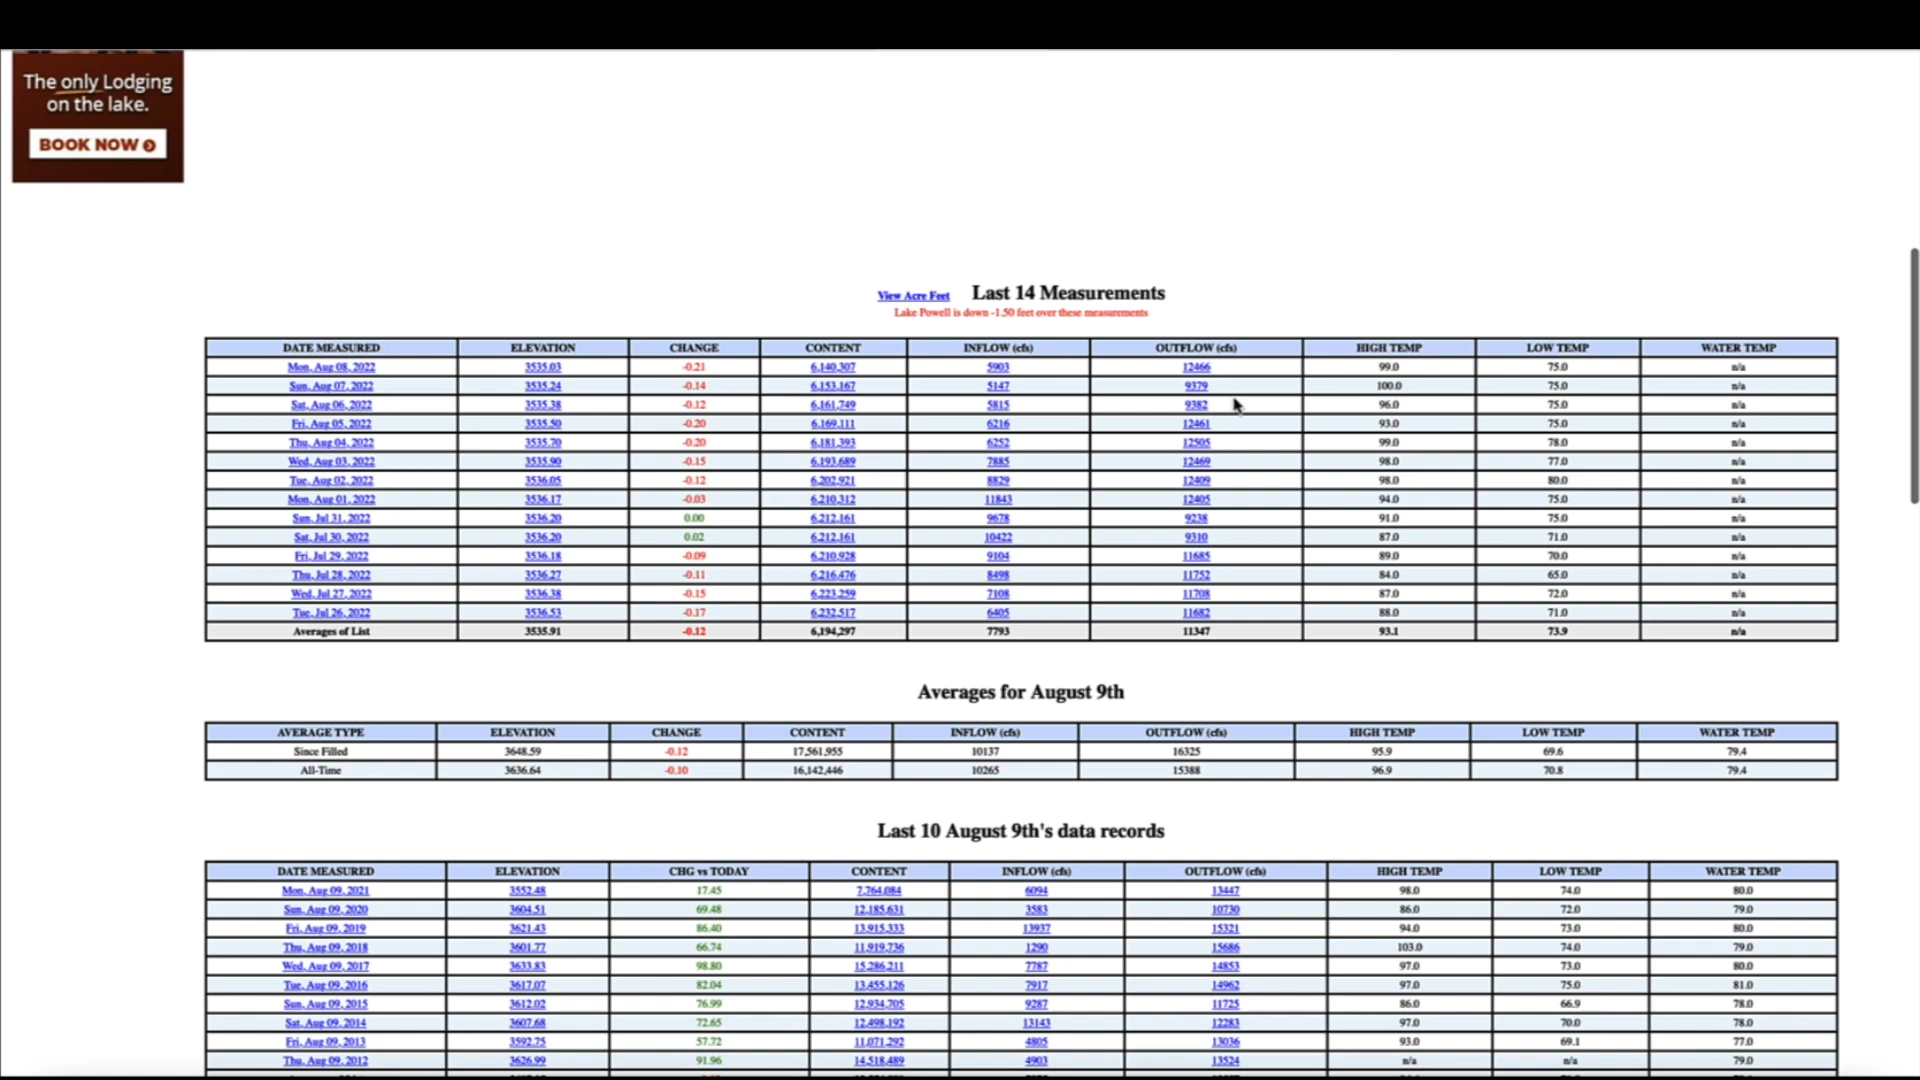 The only Lodging
on the lake.
BOOK NOW
View Acre Feet Last 14 Measurements
Lake Powell is down -1.50 feet over these measurements
DATE MEASURED ELEVATION CHANGE CONTENT INFLOW (cfs) OUTFLOW (cfs) HIGH TEMP LOW TEMP WATER TEMP
Mon, Aug 08, 2022 3535.03 -0.21 6,140,307 5903 12466 99.0 75.0 n/a
Sun, Aug 07, 2022 3535.24 -0.14 6,153,167 5147 9379 100.0 75.0 n/a
Sat, Aug 06, 2022 3535.38 -0.12 6,161,749 5815 9382 96.0 75.0 n/a
Fri, Aug 05, 2022 3535.50 -0.20 6,169,111 6216 12461 93.0 75.0 n/a
Thu, Aug 04, 2022 3535.70 -0.20 6,181,393 6252 12505 99.0 78.0 n/a
Wed, Aug 03, 2022 3535.90 -0.15 6,193,689 7885 12469 98.0 77.0 n/a
Tue, Aug 02, 2022 3536.05 -0.12 6,202,921 8829 12409 98.0 80.0 n/a
Mon, Aug 01, 2022 3536.17 -0.03 6,210,312 11843 12405 94.0 75.0 n/a
Sun, Jul 31, 2022 3536.20 0.00 6,212,161 9678 9238 91.0 75.0 n/a
Sat, Jul 30, 2022 3536.20 0.02 6,212,161 10422 9310 87.0 71.0 n/a
Fri, Jul 29, 2022 3536.18 -0.09 6,210,928 9104 11685 89.0 70.0 n/a
Thu, Jul 28, 2022 3536.27 -0.11 6,216,476 8498 11752 84.0 65.0 n/a
Wed, Jul 27, 2022 3536.38 -0.15 6,223,259 7108 11708 87.0 72.0 n/a
Tue, Jul 26, 2022 3536.53 -0.17 6,232,517 6405 11682 88.0 71.0 n/a
Averages of List 3535.91 -0.12 6,194,297 7793 11347 93.1 73.9 n/a
Averages for August 9th
AVERAGE TYPE ELEVATION CHANGE CONTENT INFLOW (cfs) OUTFLOW (cfs) HIGH TEMP LOW TEMP WATER TEMP
Since Filled 3648.59 -0.12 17,561,955 10137 16325 95.9 69.6 79.4
All-Time 3636.64 -0.10 16,142,446 10265 15388 96.9 70.8 79.4
Last 10 August 9th's data records
DATE MEASURED ELEVATION CHG vs TODAY CONTENT INFLOW (cfs) OUTFLOW (cfs) HIGH TEMP LOW TEMP WATER TEMP
Mon, Aug 09, 2021 3552.48 17.45 7,764,084 6094 13447 98.0 74.0 80.0
Sun, Aug 09, 2020 3604.51 69.48 12,185,631 3583 10730 86.0 72.0 79.0
Fri, Aug 09, 2019 3621.43 86.40 13,915,333 13937 15321 94.0 73.0 80.0
Thu, Aug 09, 2018 3601.77 66.74 11,919,736 1290 15686 103.0 74.0 79.0
Wed, Aug 09, 2017 3633.83 98.80 15,286,211 7787 14853 97.0 73.0 80.0
Tue, Aug 09, 2016 3617.07 82.04 13,455,126 7917 14962 97.0 75.0 81.0
Sun, Aug 09, 2015 3612.02 76.99 12,934,705 9287 11725 86.0 66.9 78.0
Sat, Aug 09, 2014 3607.68 72.65 12,498,192 13143 12283 97.0 70.0 78.0
Fri, Aug 09, 2013 3592.75 57.72 11,071,292 4805 13036 93.0 69.1 77.0
Thu, Aug 09, 2012 3626.99 91.96 14,518,489 4903 13524 n/a n/a 79.0